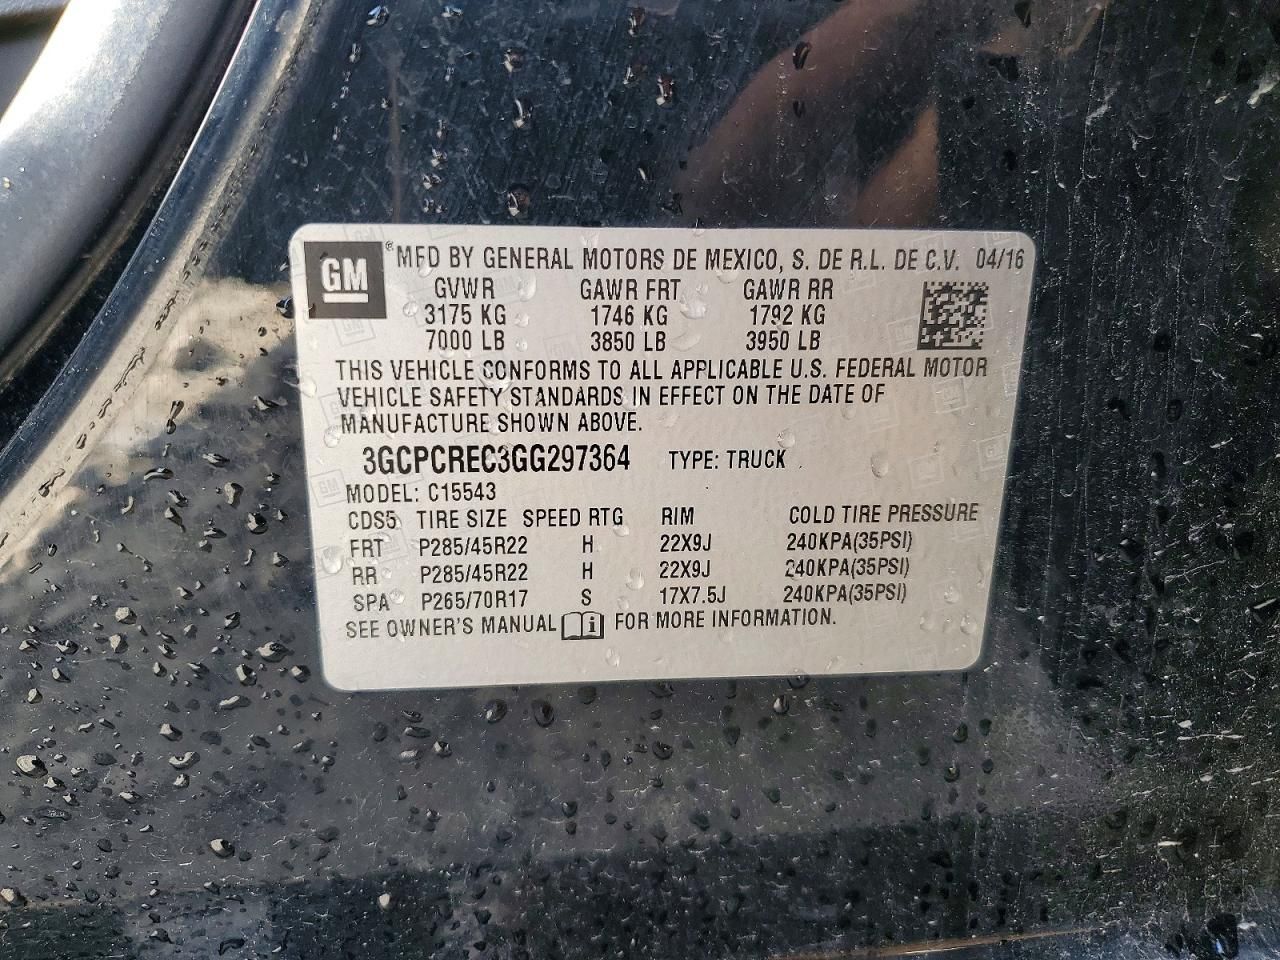 GM ® MFD BY GENERAL MOTORS DE MEXICO, S. DE R.L. DE C.V. 04/16
GVWR GAWR FRT GAWR RR
3175 KG 1746 KG 1792 KG
7000 LB 3850 LB 3950 LB
THIS VEHICLE CONFORMS TO ALL APPLICABLE U.S. FEDERAL MOTOR
VEHICLE SAFETY STANDARDS IN EFFECT ON THE DATE OF
MANUFACTURE SHOWN ABOVE.
3GCPCREC3GG297364 TYPE: TRUCK
MODEL: C15543
CDS5 TIRE SIZE SPEED RTG RIM COLD TIRE PRESSURE
FRT P285/45R22 H 22X9J 240KPA(35PSI)
RR P285/45R22 H 22X9J 240KPA(35PSI)
SPA P265/70R17 S 17X7.5J 240KPA(35PSI)
SEE OWNER'S MANUAL i FOR MORE INFORMATION.